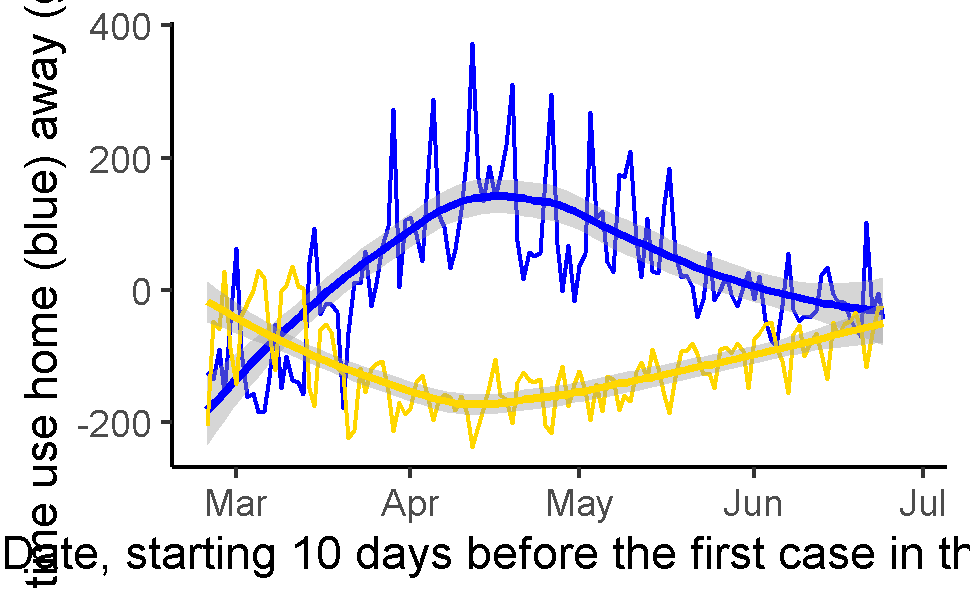 time use home (blue) away (
400
200
0
-200
Mar Apr May Jun Jul
Date, starting 10 days before the first case in th